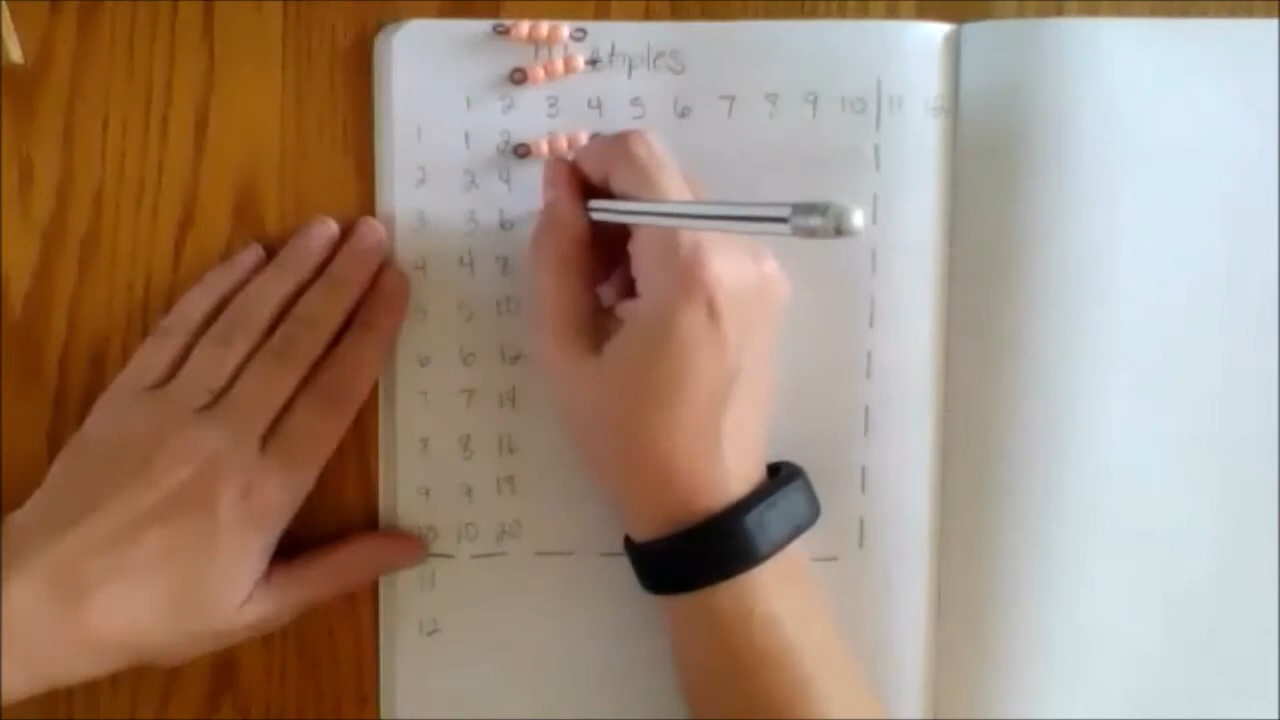 Multiples
1 2 3 4 5 6 7 8 9 10 11 12
1 1 2
2 2 4
3 3 6
4 4 8
5 5 10
6 6 12
7 7 14
8 8 16
9 9 18
10 10 20
11
12